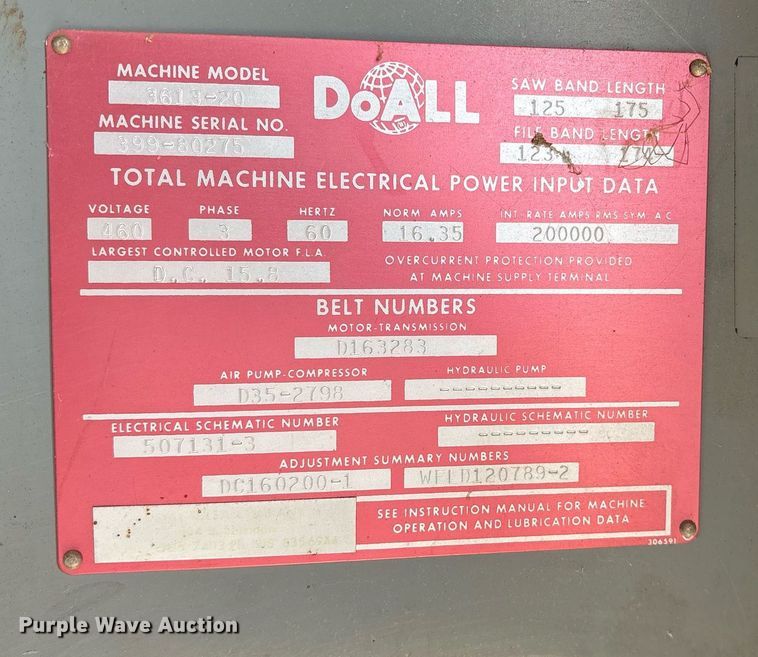 MACHINE MODEL
3613-20
MACHINE SERIAL NO.
399-80275
DoALL
SAW BAND LENGTH
125 175
FILE BAND LENGTH
123
TOTAL MACHINE ELECTRICAL POWER INPUT DATA
VOLTAGE PHASE HERTZ NORM AMPS INT-RATE AMPS RMS SYM. A C
460 3 60 16.35 200000
LARGEST CONTROLLED MOTOR F.L.A.
D.C. 15.8
OVERCURRENT PROTECTION PROVIDED
AT MACHINE SUPPLY TERMINAL
BELT NUMBERS
MOTOR-TRANSMISSION
D163283
AIR PUMP-COMPRESSOR HYDRAULIC PUMP
D35-2798 ----------
ELECTRICAL SCHEMATIC NUMBER HYDRAULIC SCHEMATIC NUMBER
507131-3 --------
ADJUSTMENT SUMMARY NUMBERS
DC160200-1 WELD120789-2
SEE INSTRUCTION MANUAL FOR MACHINE
OPERATION AND LUBRICATION DATA
306591
Purple Wave Auction